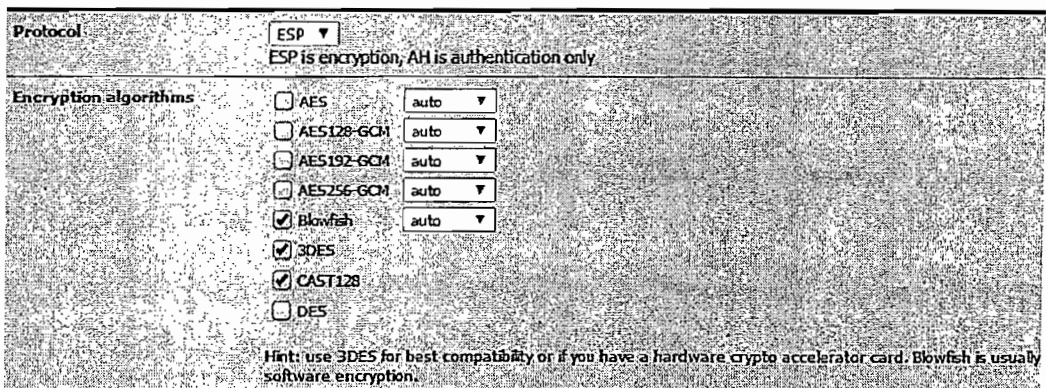 Protocol
ESP
ESP is encryption, AH is authentication only
Encryption algorithms
AES auto
AES128-GCM auto
AES192-GCM auto
AES256-GCM auto
Blowfish auto
3DES
CAST128
DES
Hint: use 3DES for best compatibility or if you have a hardware crypto accelerator card. Blowfish is usually
software encryption.